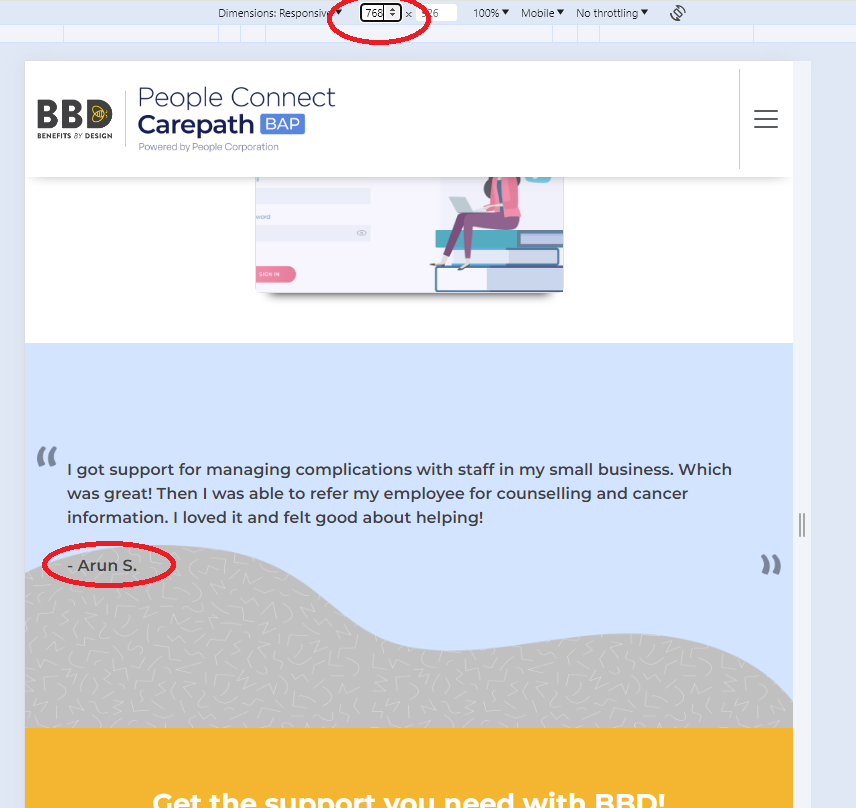 Dimensions: Responsive 768 × 926 100% Mobile No throttling
BBD
BENEFITS BY DESIGN
People Connect
Carepath BAP
Powered by People Corporation
word
SIGN IN
“
I got support for managing complications with staff in my small business. Which
was great! Then I was able to refer my employee for counselling and cancer
information. I loved it and felt good about helping!
- Arun S.
”
Get the support you need with BBD!